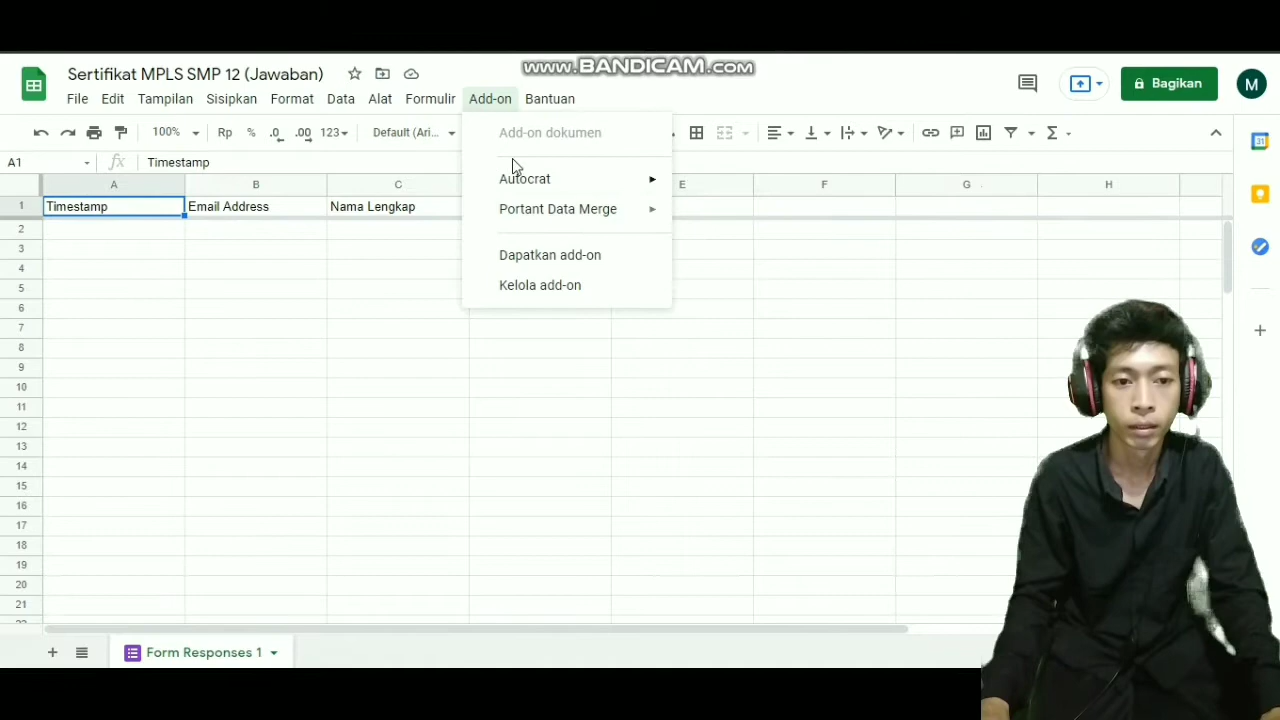 www.BANDICAM.com
Sertifikat MPLS SMP 12 (Jawaban)
Bagikan
M
File Edit Tampilan Sisipkan Format Data Alat Formulir Add-on Bantuan
100% Rp % .0 .00 123 Default (Ari...
Add-on dokumen
Autocrat
Portant Data Merge
Dapatkan add-on
Kelola add-on
A1 fx Timestamp
A B C E F G H
1 Timestamp Email Address Nama Lengkap
2
3
4
5
6
7
8
9
10
11
12
13
14
15
16
17
18
19
20
21
Form Responses 1
31